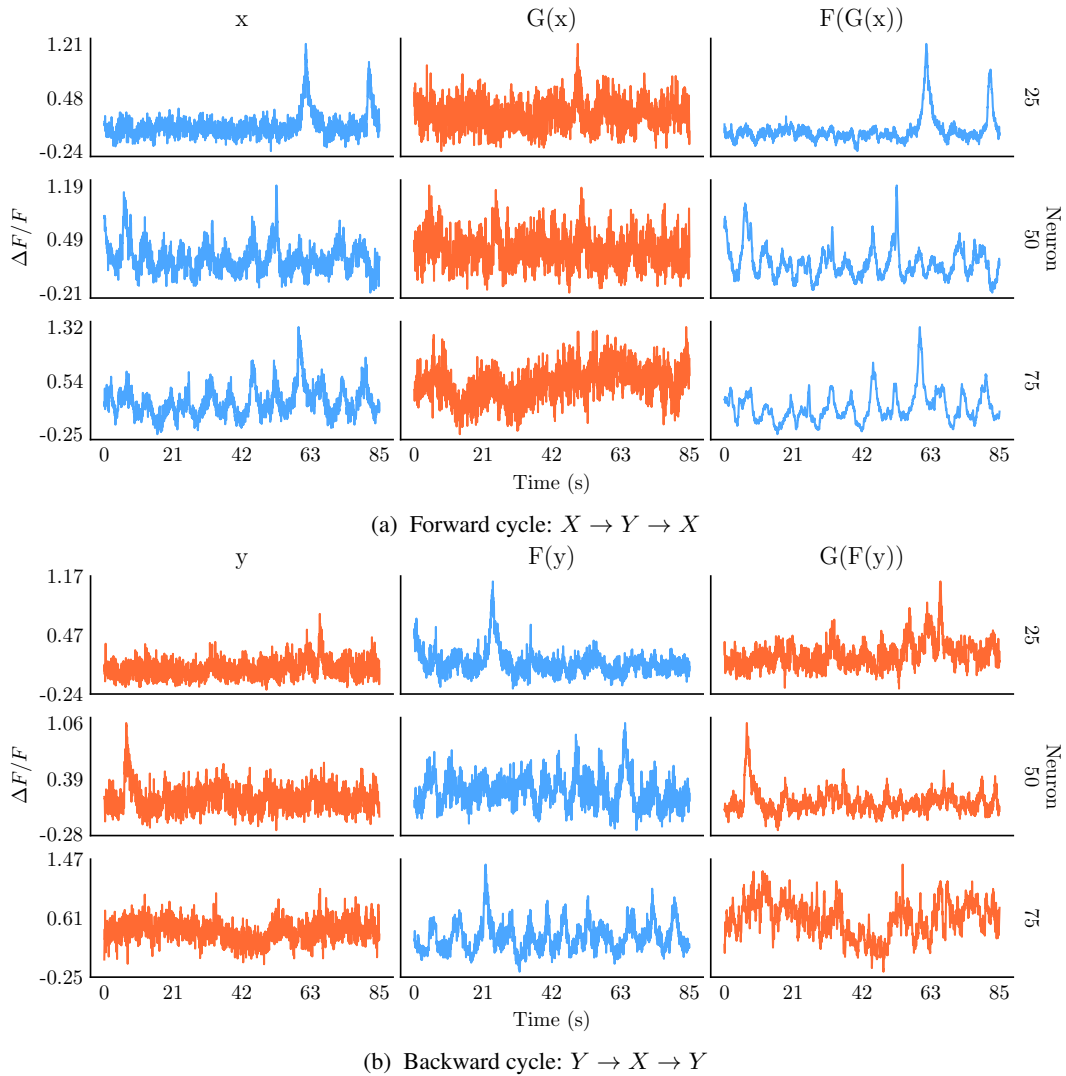 x G(x) F(G(x))
1.21
0.48
-0.24
25
1.19
0.49
-0.21
50
1.32
0.54
-0.25
75
ΔF/F
Neuron
0 21 42 63 85 0 21 42 63 85 0 21 42 63 85
Time (s) Time (s) Time (s)
(a) Forward cycle: X → Y → X
y F(y) G(F(y))
1.17
0.47
-0.24
25
1.06
0.39
-0.28
50
1.47
0.61
-0.25
75
ΔF/F
Neuron
0 21 42 63 85 0 21 42 63 85 0 21 42 63 85
Time (s) Time (s) Time (s)
(b) Backward cycle: Y → X → Y